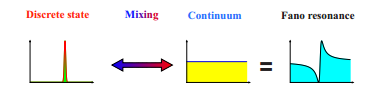 Discrete state Mixing Continuum Fano resonance
=